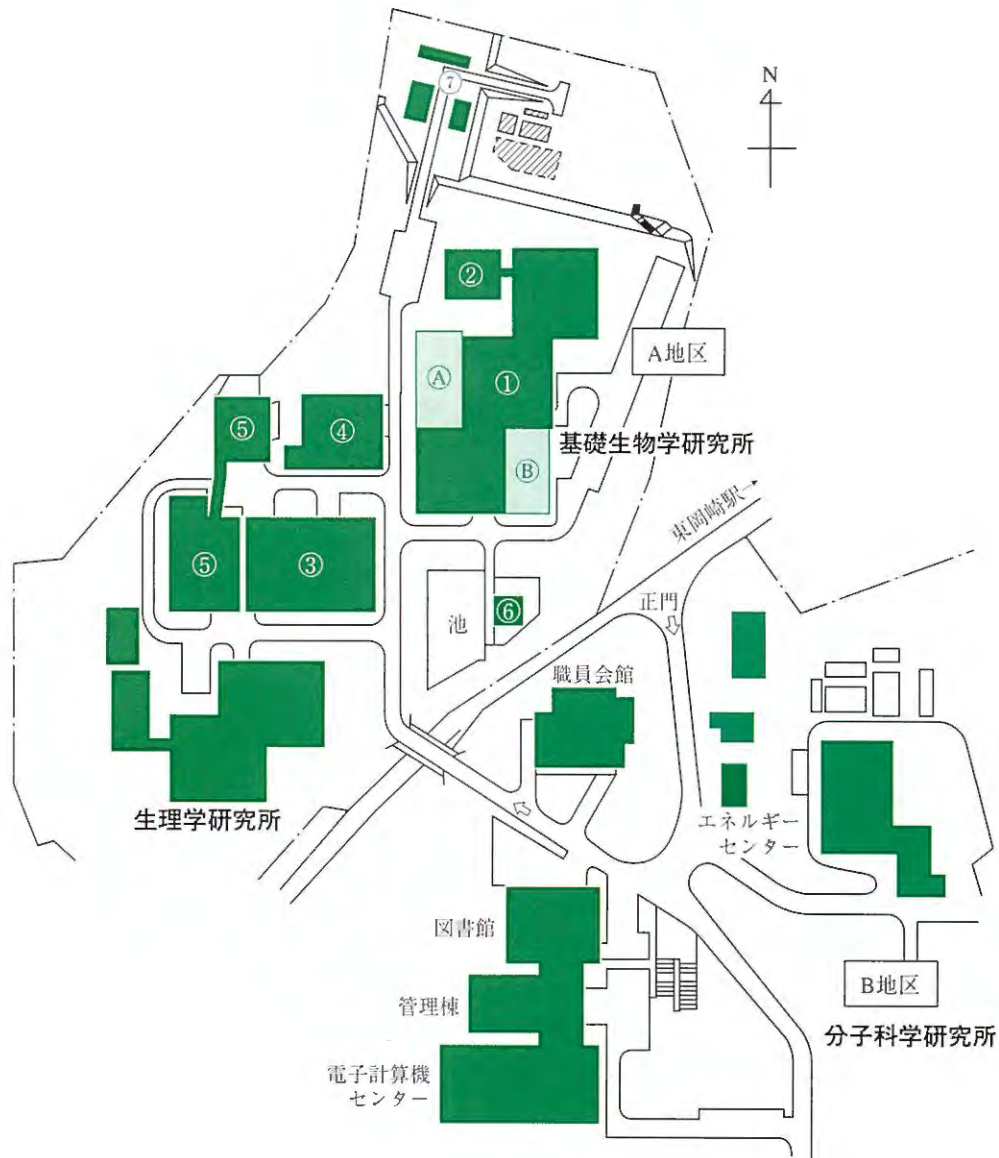 ⑦
N
②
A地区
Ⓐ
①
⑤
④
基礎生物学研究所
Ⓑ
東岡崎駅→
⑤
③
⑥
正門
池
職員会館
生理学研究所
エネルギー
センター
図書館
B地区
管理棟
分子科学研究所
電子計算機
センター